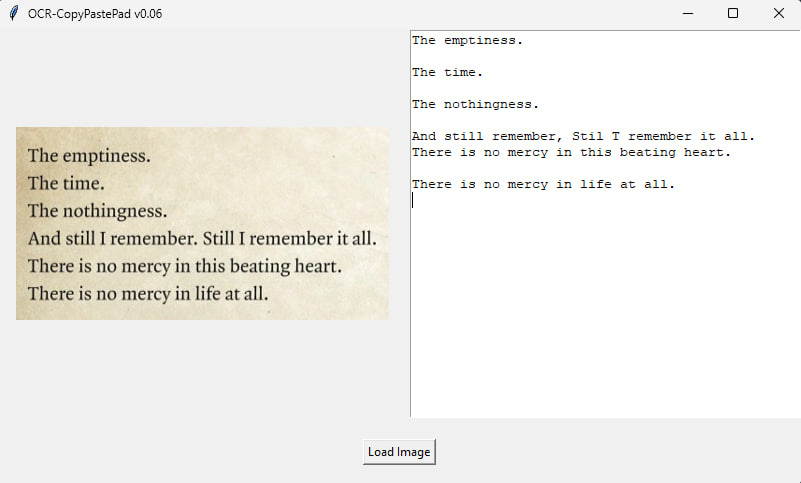 OCR-CopyPastePad v0.06
The emptiness.
The time.
The nothingness.
And still I remember. Still I remember it all.
There is no mercy in this beating heart.
There is no mercy in life at all.
The emptiness.
The time.
The nothingness.
And still remember, Stil T remember it all.
There is no mercy in this beating heart.
There is no mercy in life at all.
Load Image